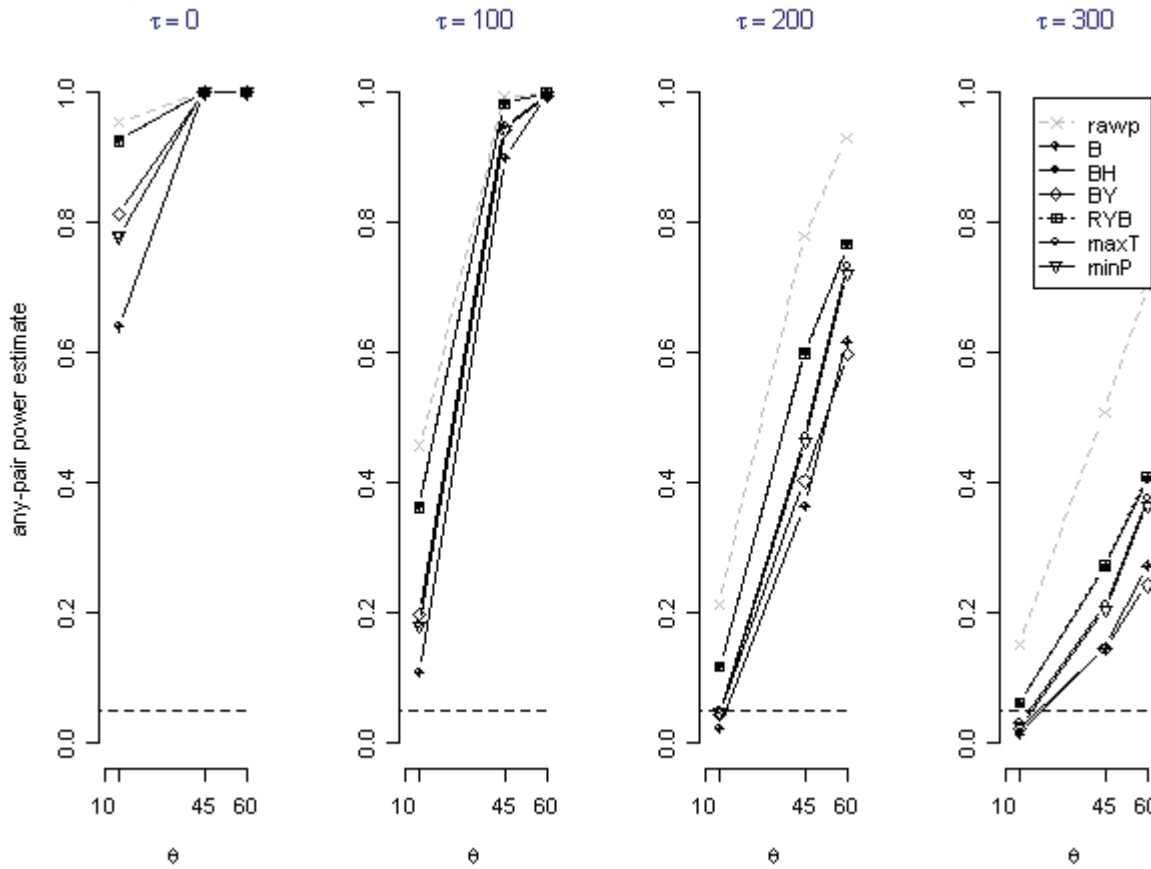 τ = 0
τ = 100
τ = 200
τ = 300
any-pair power estimate
0.0 0.2 0.4 0.6 0.8 1.0
0.0 0.2 0.4 0.6 0.8 1.0
0.0 0.2 0.4 0.6 0.8 1.0
0.0 0.2 0.4 0.6 0.8 1.0
rawp
B
BH
BY
RYB
maxT
minP
10 45 60
10 45 60
10 45 60
10 45 60
θ
θ
θ
θ